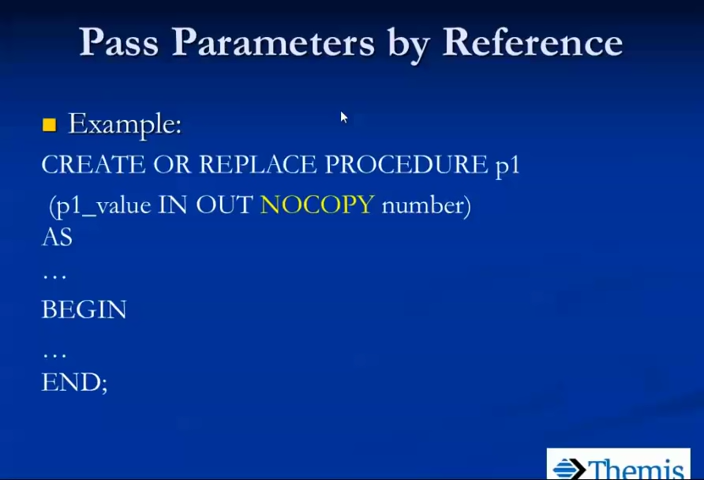 Pass Parameters by Reference
Example:
CREATE OR REPLACE PROCEDURE p1
(p1_value IN OUT NOCOPY number)
AS
…
BEGIN
…
END;
Themis